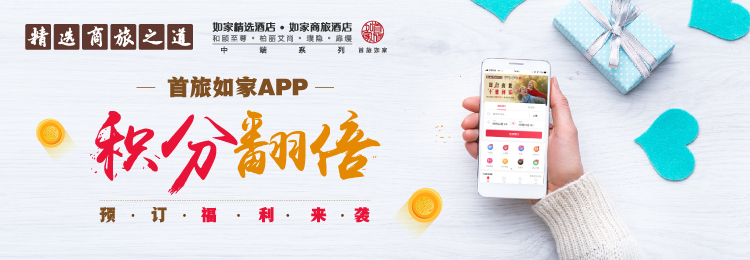 精选商旅之道
如家精选酒店·如家商旅酒店
和颐至尊·柏丽艾尚·璞隐·扉缦
中端系列
首旅如家
首旅如家APP
积分翻倍
预·订·福·利·来·袭